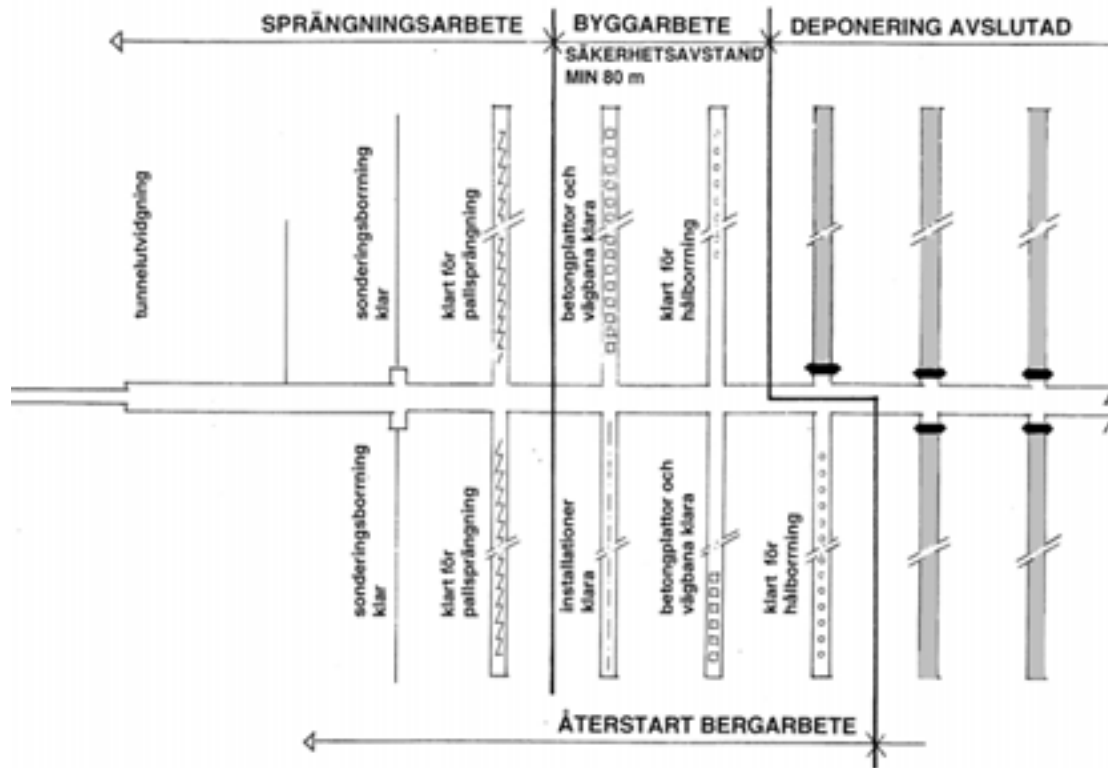 SPRÄNGNINGSARBETE
BYGGARBETE
DEPONERING AVSLUTAD
SÄKERHETSAVSTAND
MIN 80 m
tunnelutvidgning
sonderingsborrning
klar
klart för
pallsprängning
betongplattor och
vägbana klara
klart för
hålborrning
sonderingsborrning
klar
klart för
pallsprängning
installationer
klara
betongplattor och
vägbana klara
klart för
hålborrning
ÅTERSTART BERGARBETE